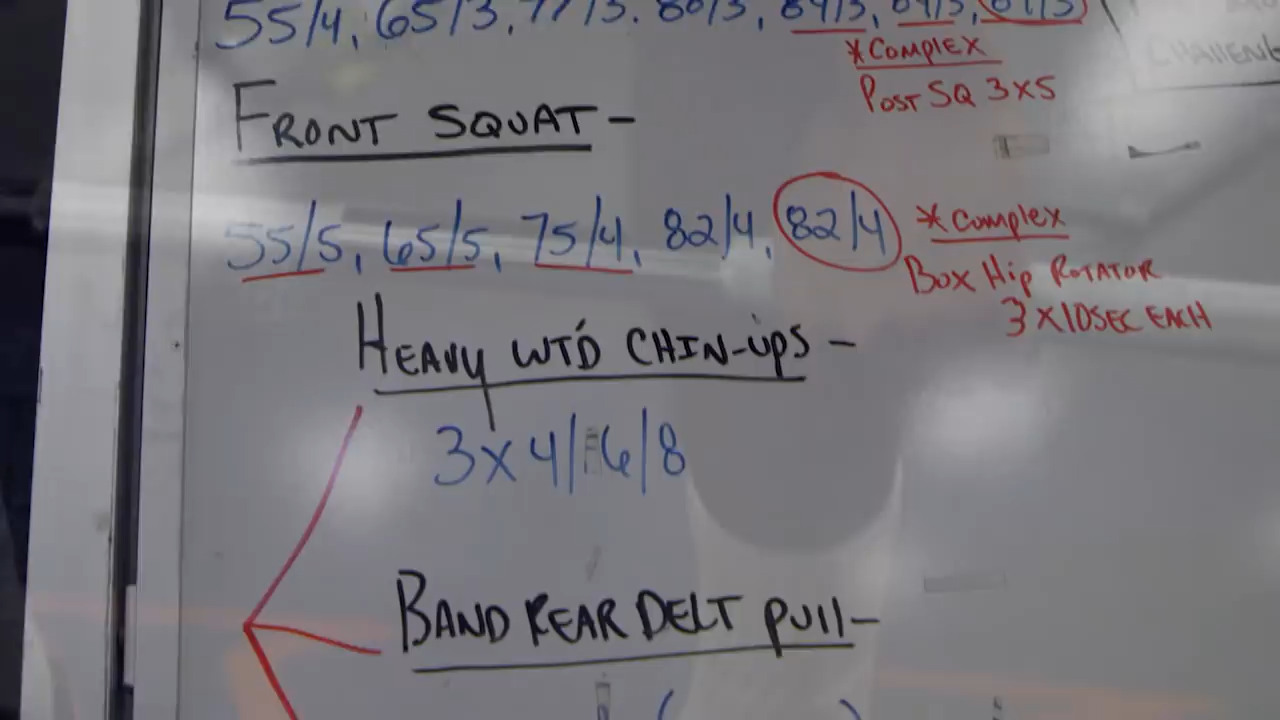 55/4, 65/3, 77/3, 80/3, 84/3, 84/3, 84/3
CHALLENG
*COMPLEX
POST SQ 3X5
FRONT SQUAT-
55/5, 65/5, 75/4, 82/4, 82/4
*COMPLEX
BOX HIP ROTATOR
3X10SEC EACH
HEAVY WT'D CHIN-UPS-
3x4/6/8
BAND REAR DELT PULL-